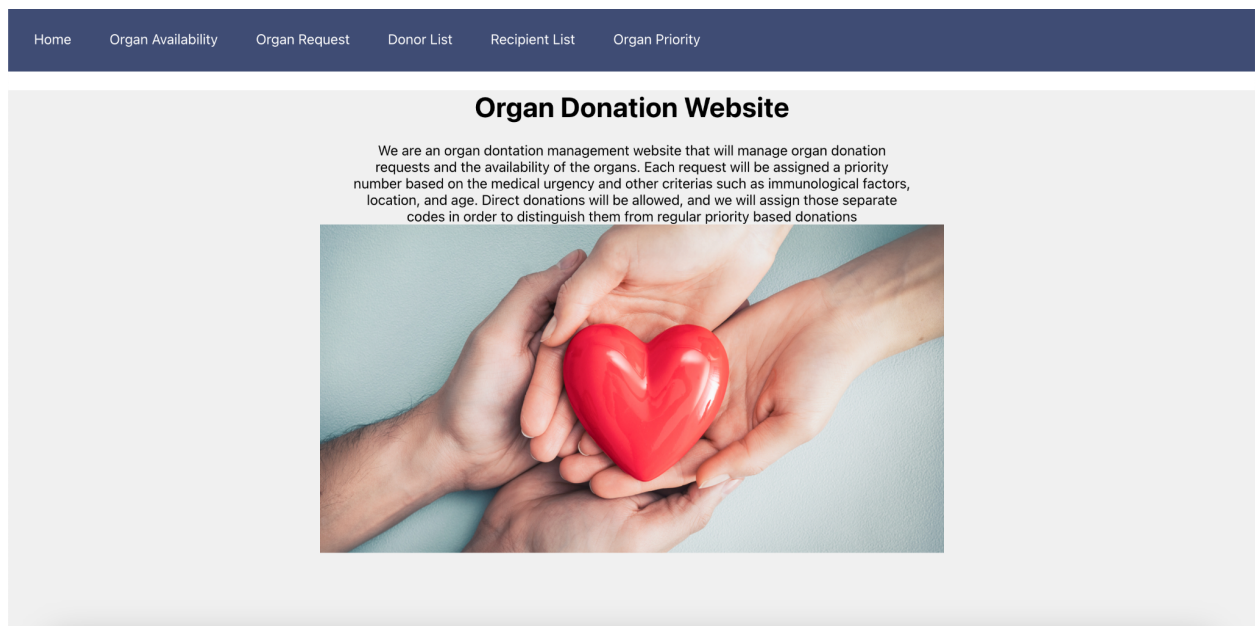 Home Organ Availability Organ Request Donor List Recipient List Organ Priority
Organ Donation Website
We are an organ dontation management website that will manage organ donation
requests and the availability of the organs. Each request will be assigned a priority
number based on the medical urgency and other criterias such as immunological factors,
location, and age. Direct donations will be allowed, and we will assign those separate
codes in order to distinguish them from regular priority based donations